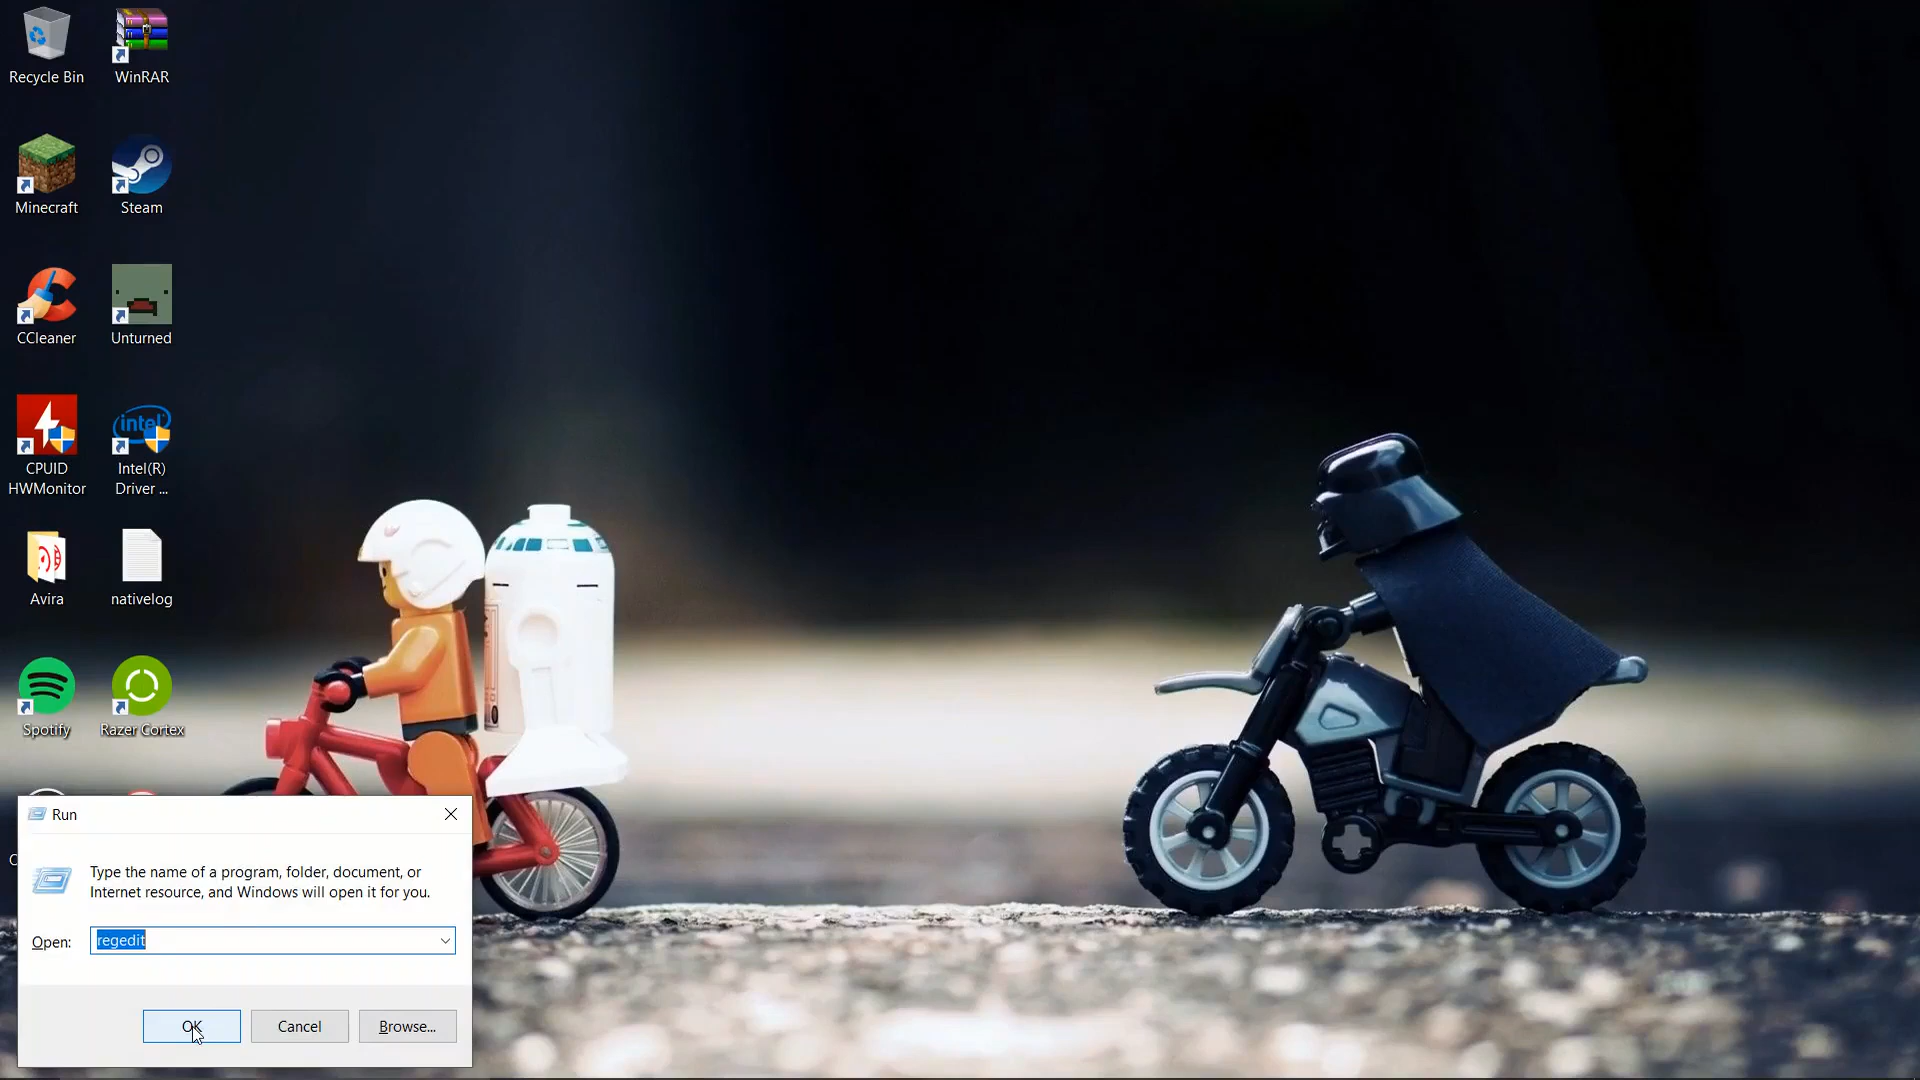 Recycle Bin
WinRAR
Minecraft
Steam
CCleaner
Unturned
CPUID
HWMonitor
intel
Intel(R)
Driver ...
Avira
nativelog
Spotify
Razer Cortex
Run
Type the name of a program, folder, document, or
Internet resource, and Windows will open it for you.
Open:
regedit
OK
Cancel
Browse...